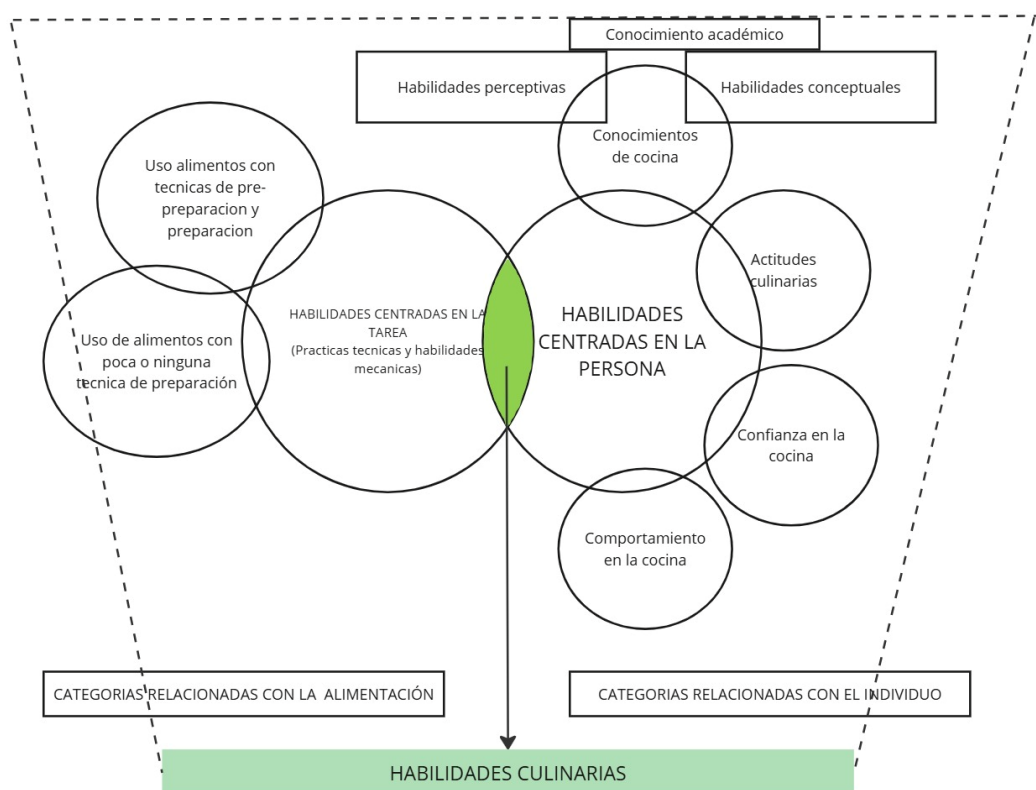 Conocimiento académico
Habilidades perceptivas
Habilidades conceptuales
Conocimientos
de cocina
Uso alimentos con
tecnicas de pre-
preparacion y
preparacion
Actitudes
culinarias
HABILIDADES CENTRADAS EN LA
TAREA
(Practicas tecnicas y habilidades
mecanicas)
HABILIDADES
CENTRADAS EN LA
PERSONA
Uso de alimentos con
poca o ninguna
tecnica de preparación
Confianza en la
cocina
Comportamiento
en la cocina
CATEGORIAS RELACIONADAS CON LA ALIMENTACIÓN
CATEGORIAS RELACIONADAS CON EL INDIVIDUO
HABILIDADES CULINARIAS